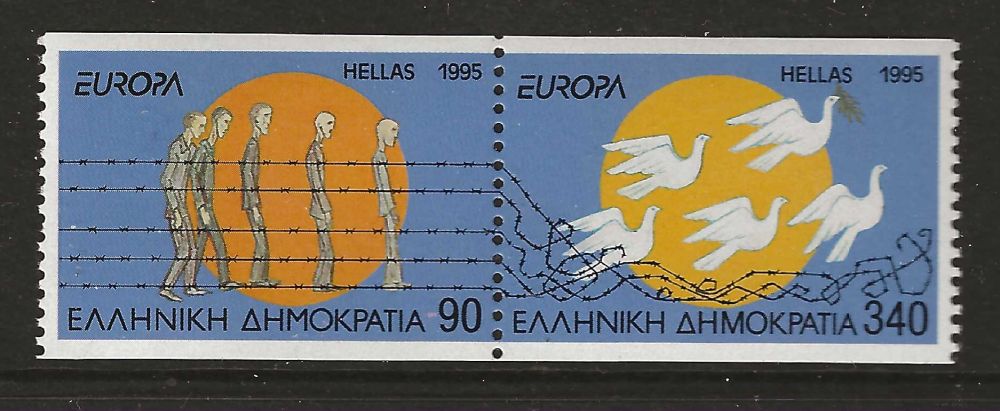 EUROPA HELLAS 1995
ΕΛΛΗΝΙΚΗ ΔΗΜΟΚΡΑΤΙΑ 90
EUROPA HELLAS 1995
ΕΛΛΗΝΙΚΗ ΔΗΜΟΚΡΑΤΙΑ 340